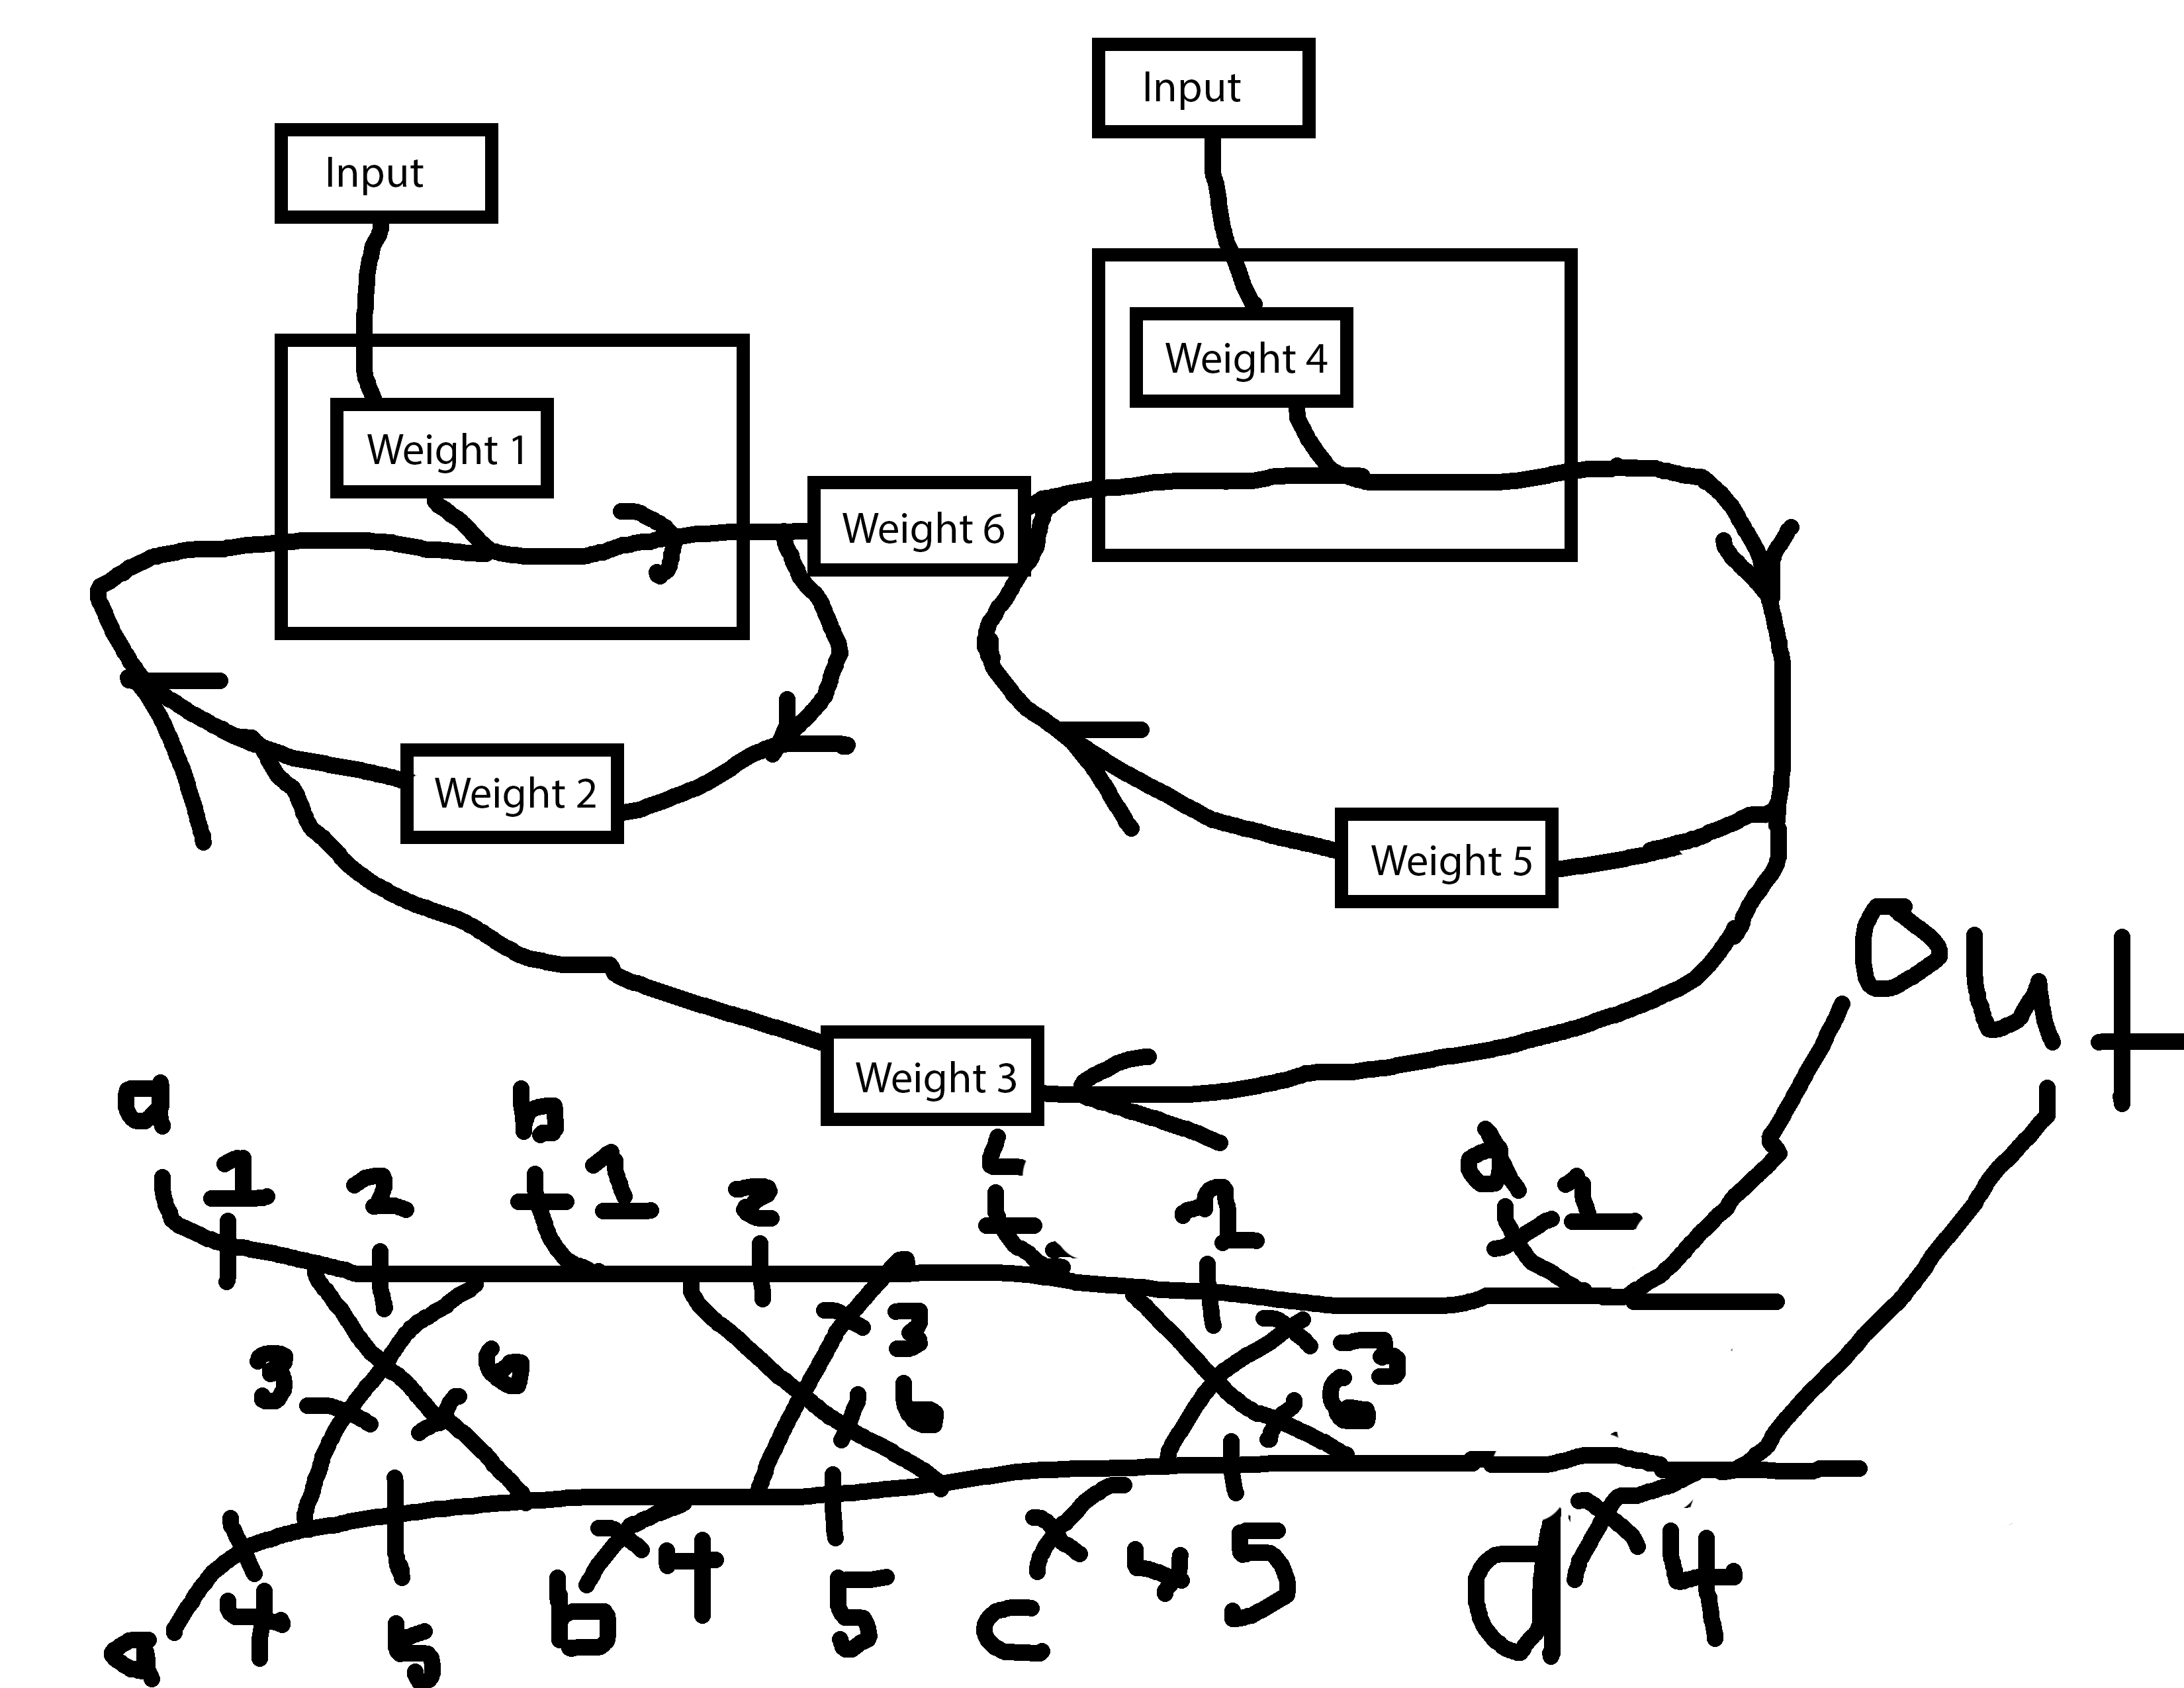 Input
Input
Weight 4
Weight 1
Weight 6
Weight 2
Weight 5
out
Weight 3
a b c d
1 2 1 2 1 1
3 6 3 6 3 6
4 5 4 5 4 5 4
a b c d